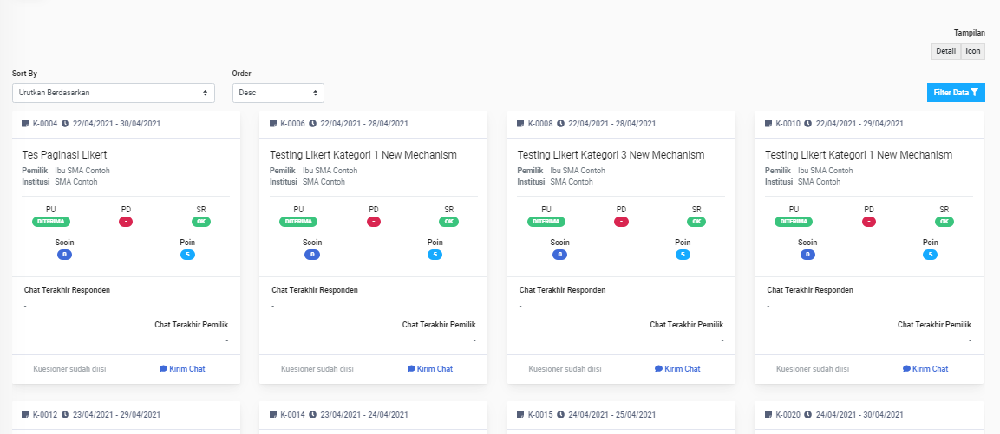 Tampilan
Detail Icon
Sort By Order
Urutkan Berdasarkan Desc Filter Data
K-0004 22/04/2021 - 30/04/2021
Tes Paginasi Likert
Pemilik Ibu SMA Contoh
Institusi SMA Contoh
PU PD SR
DITERIMA - OK
Scoin Poin
0 5
Chat Terakhir Responden
-
Chat Terakhir Pemilik
-
Kuesioner sudah diisi Kirim Chat
K-0006 22/04/2021 - 28/04/2021
Testing Likert Kategori 1 New Mechanism
Pemilik Ibu SMA Contoh
Institusi SMA Contoh
PU PD SR
DITERIMA - OK
Scoin Poin
0 5
Chat Terakhir Responden
-
Chat Terakhir Pemilik
-
Kuesioner sudah diisi Kirim Chat
K-0008 22/04/2021 - 28/04/2021
Testing Likert Kategori 3 New Mechanism
Pemilik Ibu SMA Contoh
Institusi SMA Contoh
PU PD SR
DITERIMA - OK
Scoin Poin
0 5
Chat Terakhir Responden
-
Chat Terakhir Pemilik
-
Kuesioner sudah diisi Kirim Chat
K-0010 22/04/2021 - 29/04/2021
Testing Likert Kategori 1 New Mechanism
Pemilik Ibu SMA Contoh
Institusi SMA Contoh
PU PD SR
DITERIMA - OK
Scoin Poin
0 5
Chat Terakhir Responden
-
Chat Terakhir Pemilik
-
Kuesioner sudah diisi Kirim Chat
K-0012 23/04/2021 - 29/04/2021
K-0014 23/04/2021 - 24/04/2021
K-0015 24/04/2021 - 25/04/2021
K-0020 24/04/2021 - 30/04/2021